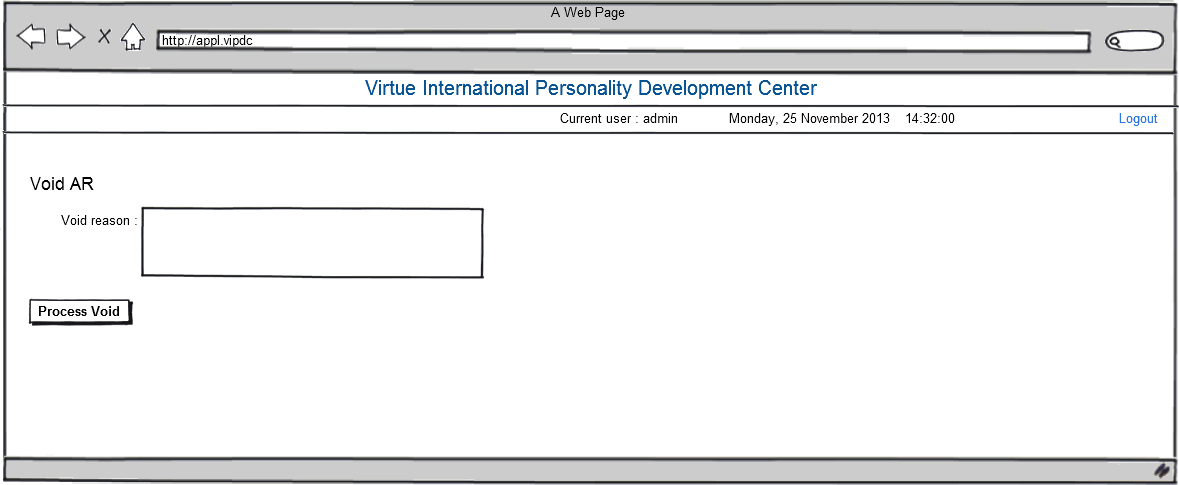 A Web Page
http://appl.vipdc
Virtue International Personality Development Center
Current user : admin Monday, 25 November 2013 14:32:00 Logout
Void AR
Void reason :
Process Void